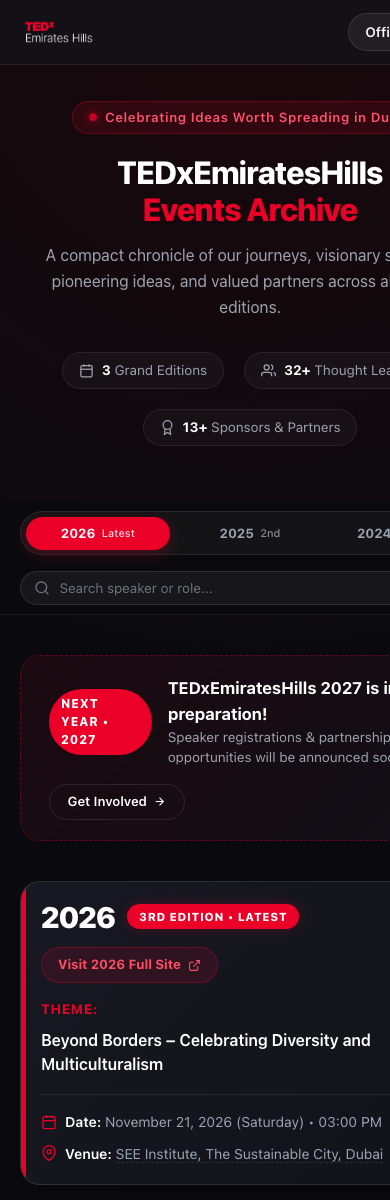 TEDx
Emirates Hills
Offi
Celebrating Ideas Worth Spreading in Du
TEDxEmiratesHills
Events Archive
A compact chronicle of our journeys, visionary s
pioneering ideas, and valued partners across a
editions.
3 Grand Editions
32+ Thought Lea
13+ Sponsors & Partners
2026 Latest
2025 2nd
2024
Search speaker or role...
NEXT
YEAR •
2027
TEDxEmiratesHills 2027 is i
preparation!
Speaker registrations & partnership
opportunities will be announced soo
Get Involved →
2026 3RD EDITION • LATEST
Visit 2026 Full Site
THEME:
Beyond Borders – Celebrating Diversity and
Multiculturalism
Date: November 21, 2026 (Saturday) • 03:00 PM
Venue: SEE Institute, The Sustainable City, Dubai